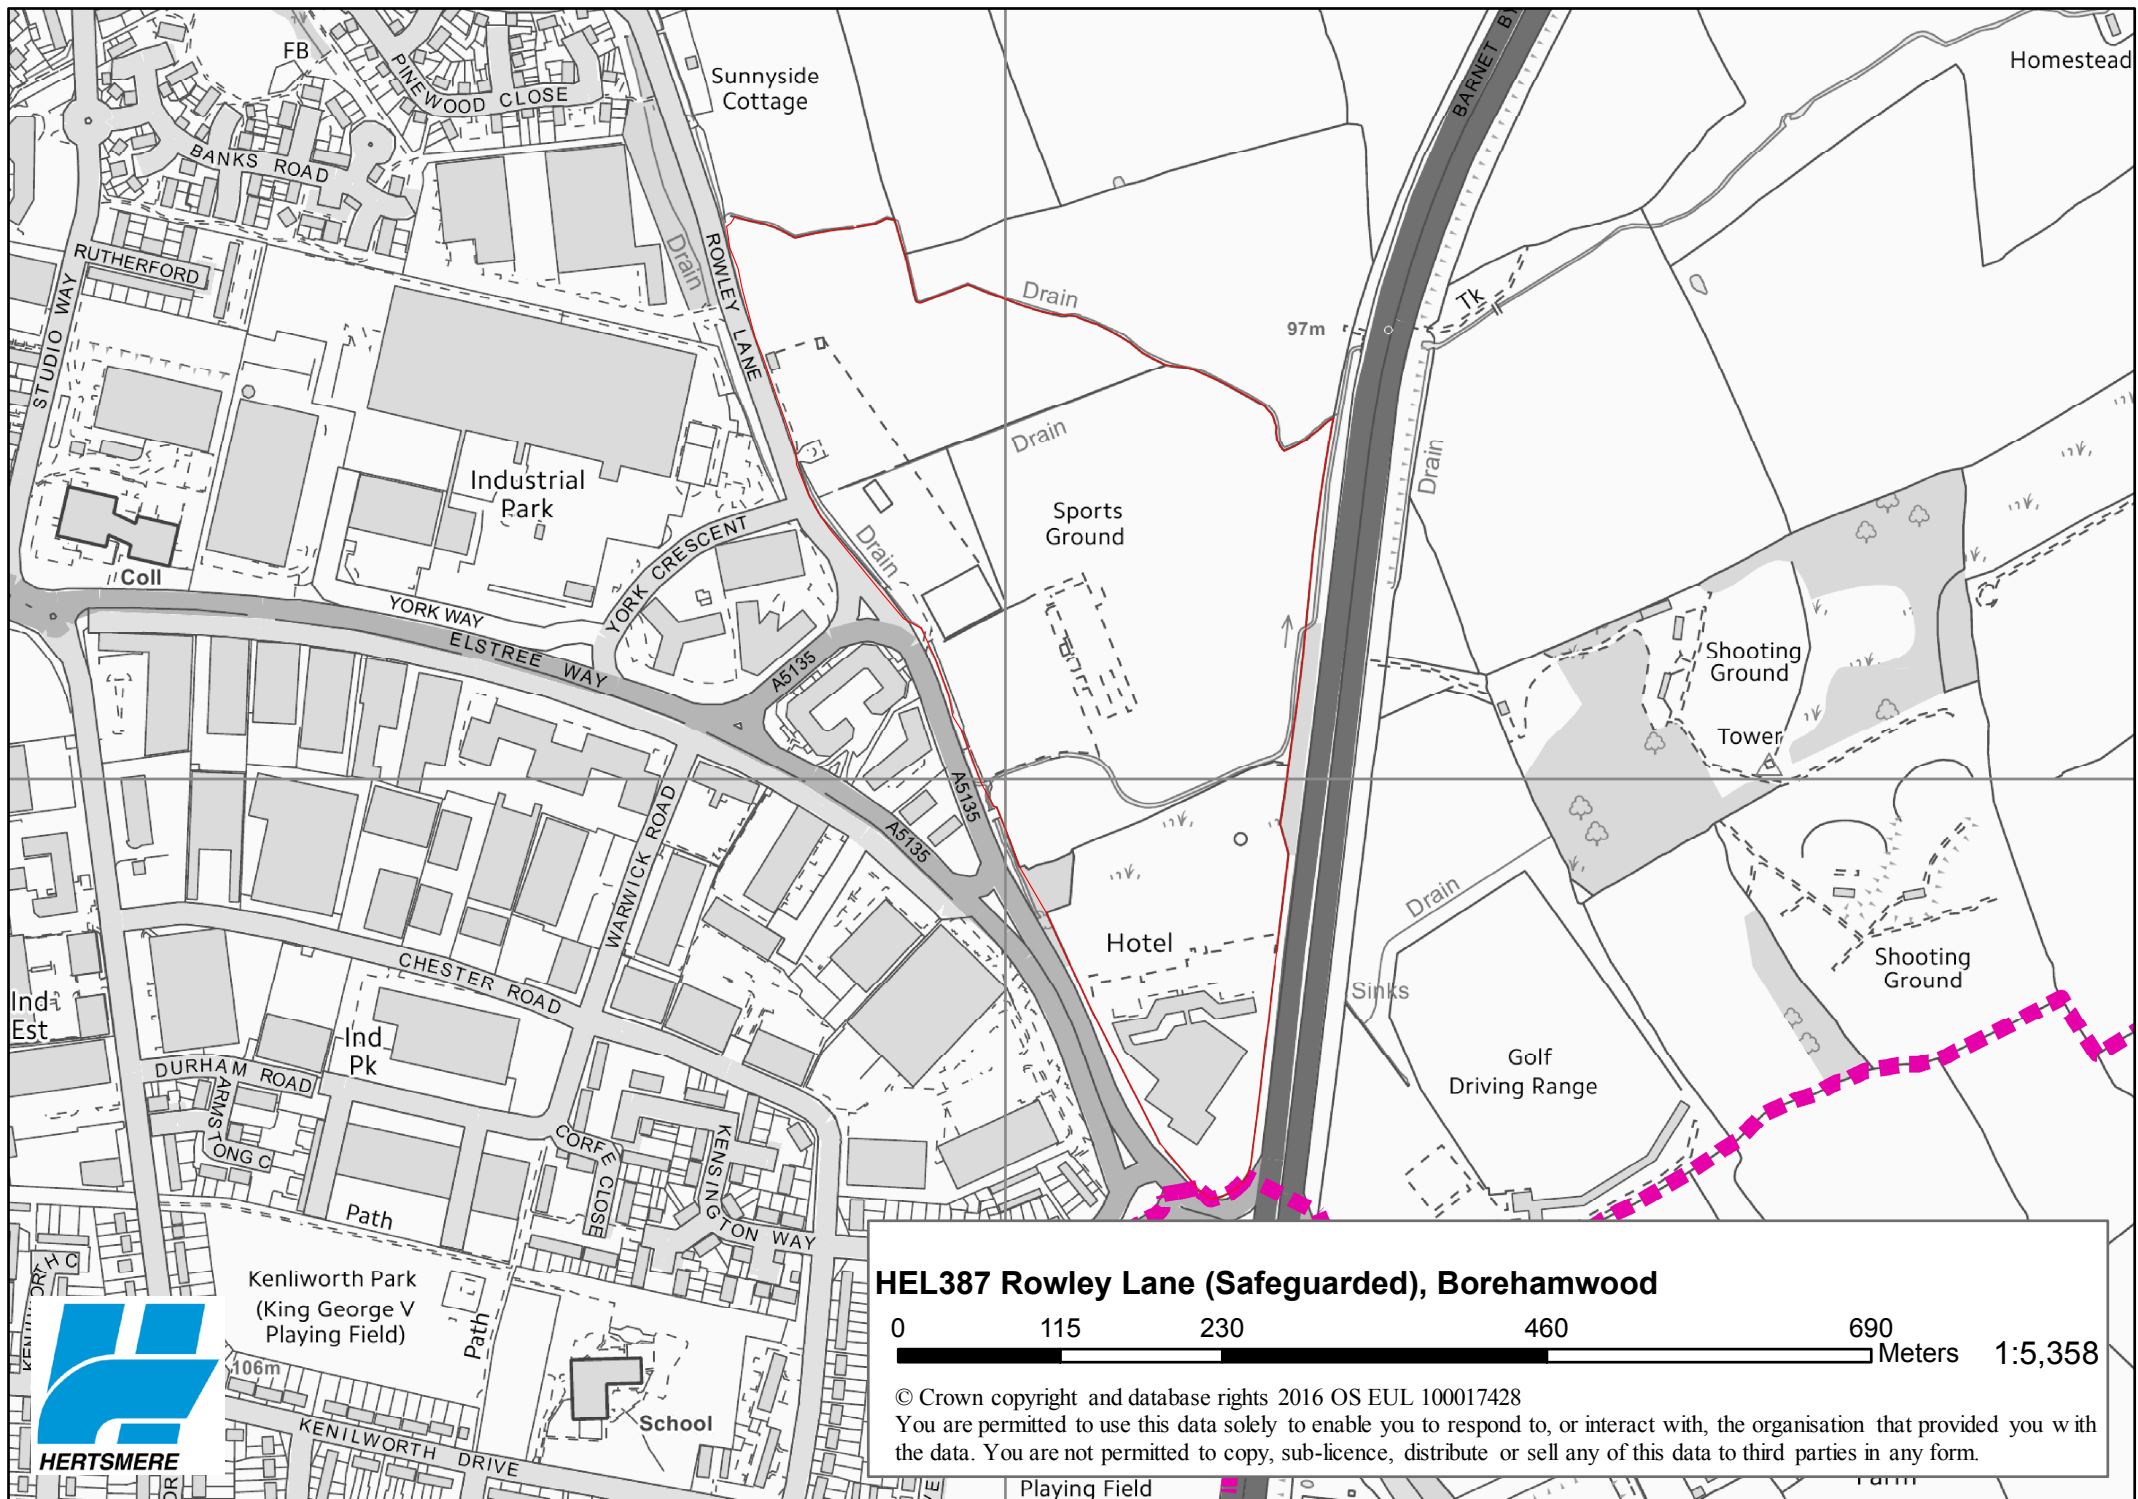 FB
PINEWOOD CLOSE
Sunnyside
Cottage
BARNET BY
Homestead
BANKS ROAD
RUTHERFORD
STUDIO WAY
Drain
ROWLEY LANE
Drain
97m
Tk
Drain
Drain
Industrial
Park
Sports
Ground
Drain
YORK CRESCENT
Coll
YORK WAY
ELSTREE WAY
A5135
Shooting
Ground
Tower
A5135
A5135
WARWICK ROAD
Drain
Hotel
Shooting
Ground
CHESTER ROAD
Sinks
Ind
Est
Ind
Pk
Golf
Driving Range
DURHAM ROAD
ARMSTONG C
CORFE CLOSE
KENSINGTON WAY
Path
Kenliworth Park
(King George V
Playing Field)
Path
106m
School
KENILWORTH DRIVE
HERTSMERE
HEL387 Rowley Lane (Safeguarded), Borehamwood
0 115 230 460 690
Meters 1:5,358
© Crown copyright and database rights 2016 OS EUL 100017428
You are permitted to use this data solely to enable you to respond to, or interact with, the organisation that provided you with
the data. You are not permitted to copy, sub-licence, distribute or sell any of this data to third parties in any form.
Playing Field